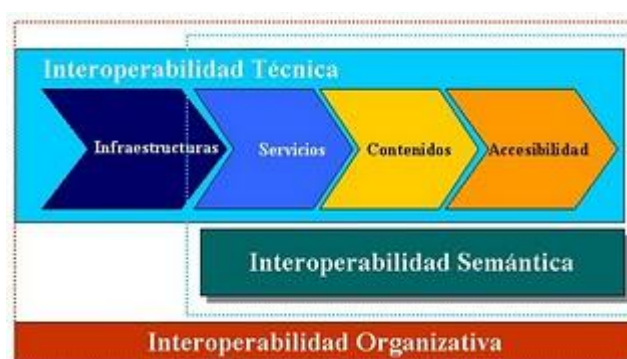 Interoperabilidad Técnica
Infraestructuras
Servicios
Contenidos
Accesibilidad
Interoperabilidad Semántica
Interoperabilidad Organizativa